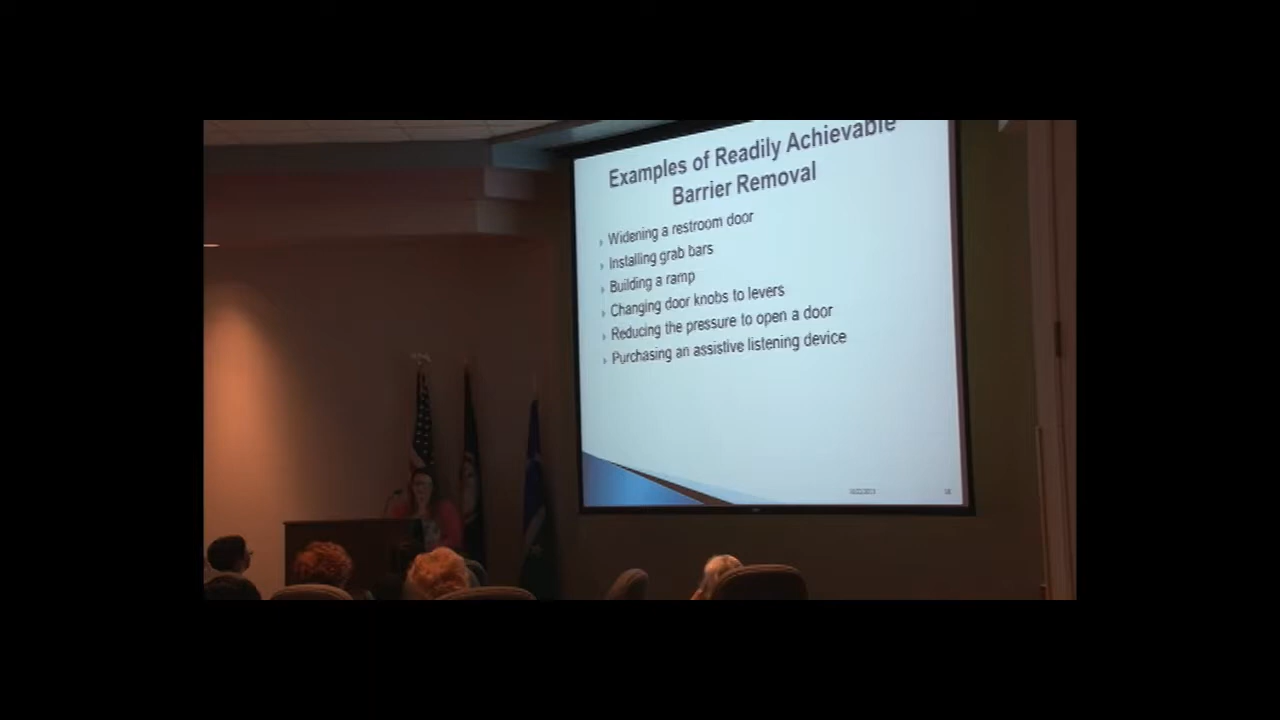 Examples of Readily Achievable
Barrier Removal
Widening a restroom door
Installing grab bars
Building a ramp
Changing door knobs to levers
Reducing the pressure to open a door
Purchasing an assistive listening device